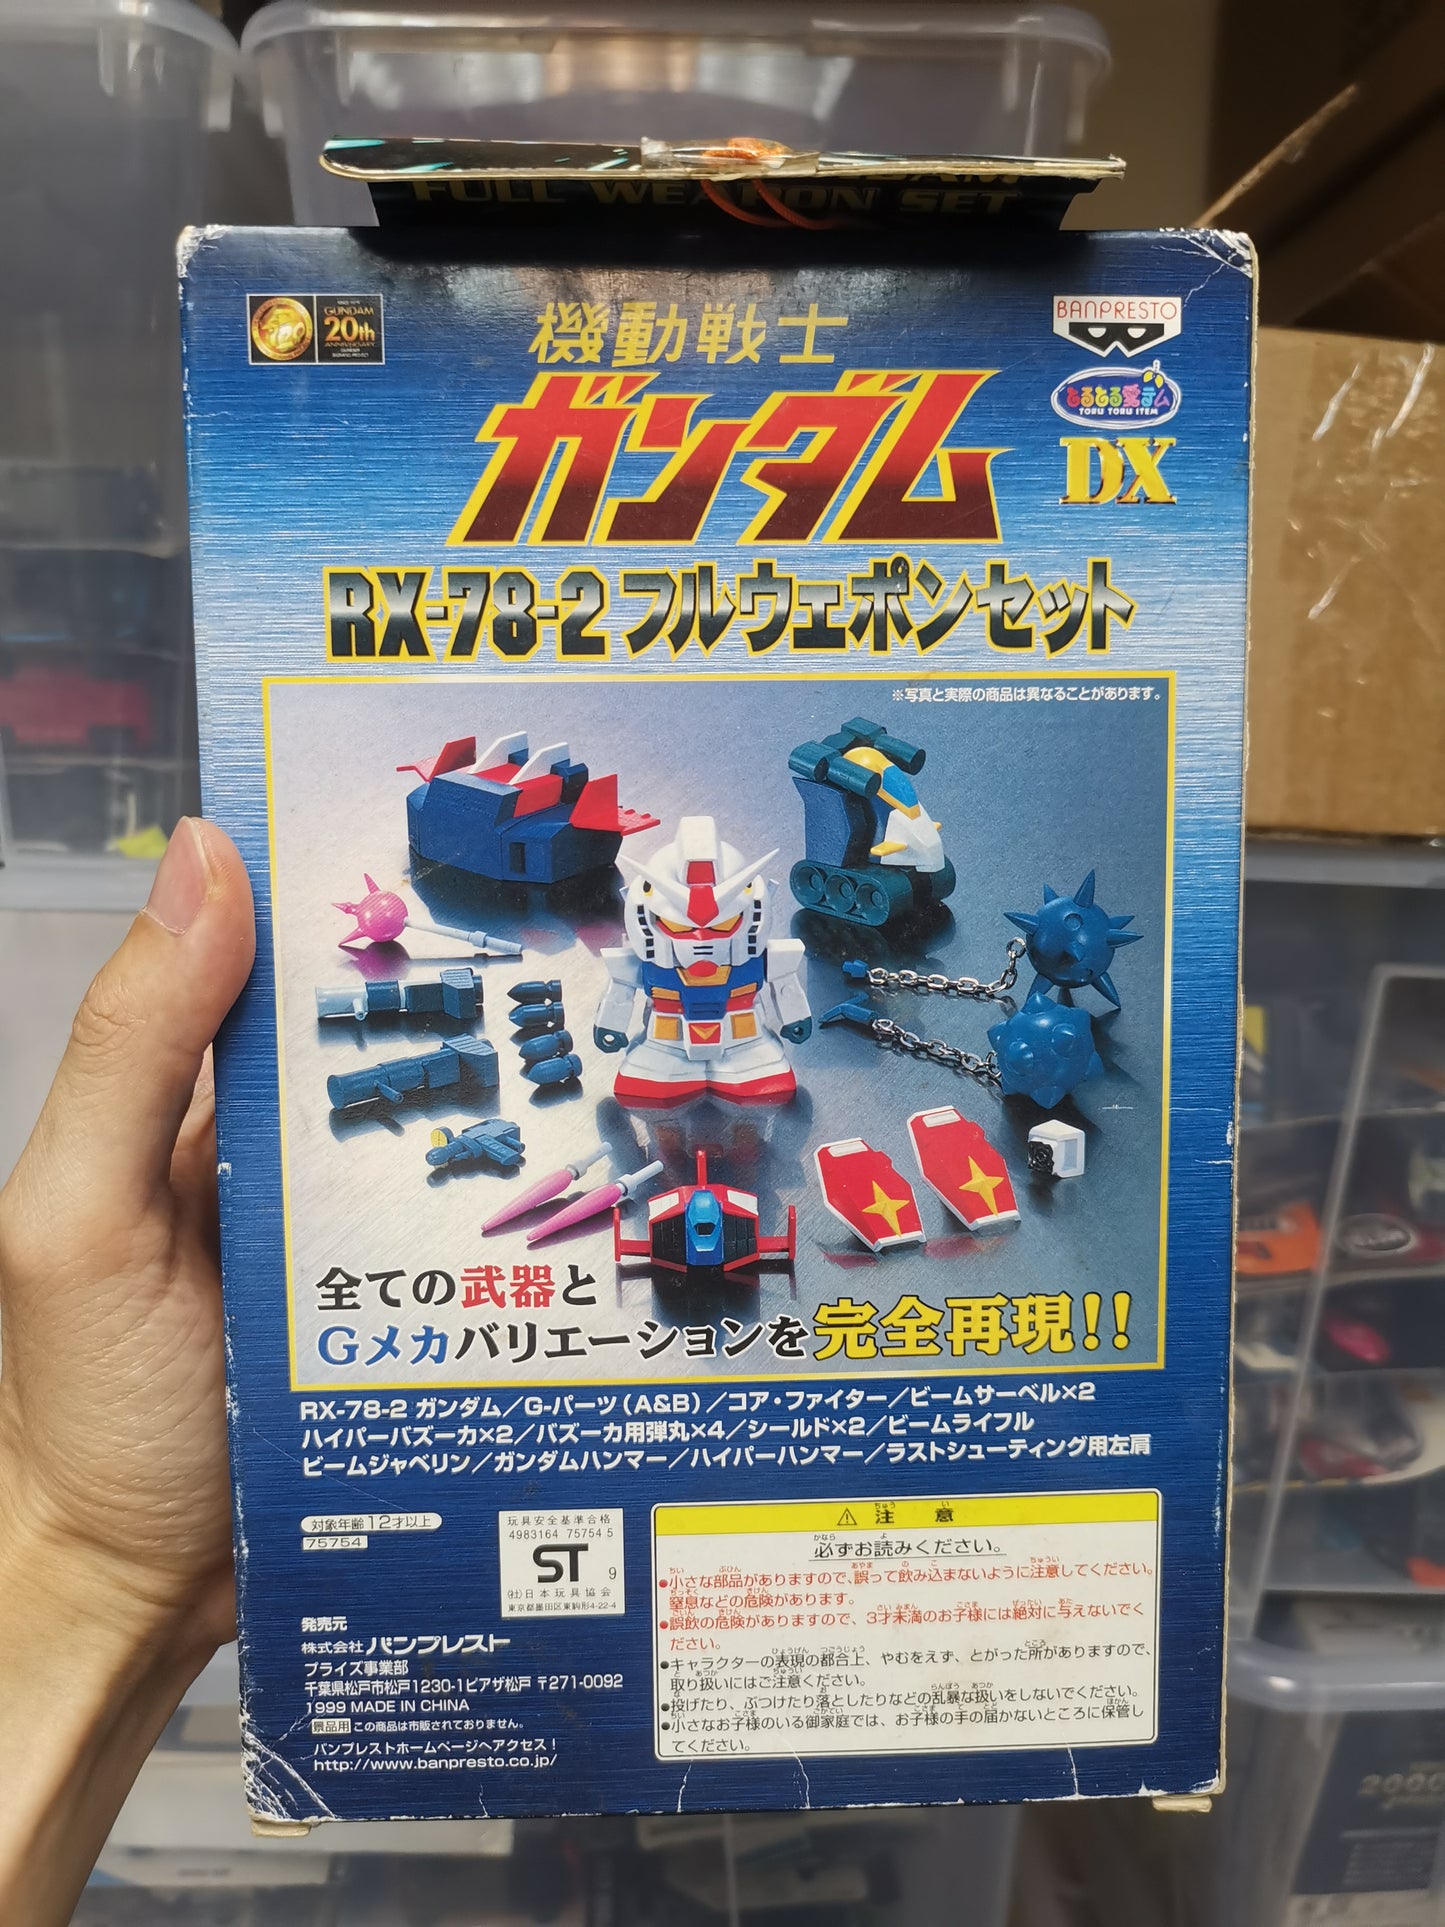 FULL WEAPON SET
GUNDAM
20th
ANNIVERSARY
BANPRESTO
機動戦士
ガンダム
とるとる愛テム
TORU TORU ITEM
DX
RX-78-2 フルウェポンセット
※写真と実際の商品は異なることがあります。
全ての武器と
Gメカバリエーションを完全再現!!
RX-78-2 ガンダム／G-パーツ（A&B）／コア・ファイター／ビームサーベル×2
ハイパーバズーカ×2／バズーカ用弾丸×4／シールド×2／ビームライフル
ビームジャベリン／ガンダムハンマー／ハイパーハンマー／ラストシューティング用左肩
対象年齢12才以上
75754
玩具安全基準合格
4983164 75754 5
ST 9
(社)日本玩具協会
東京都墨田区東駒形4-22-4
発売元
株式会社バンプレスト
プライズ事業部
千葉県松戸市松戸1230-1ピアザ松戸 〒271-0092
1999 MADE IN CHINA
景品用 この商品は市販されておりません。
バンプレストホームページへアクセス！
http://www.banpresto.co.jp/
⚠ 注意
必ずお読みください。
●小さな部品がありますので、誤って飲み込まないように注意してください。
窒息などの危険があります。
●誤飲の危険がありますので、3才未満のお子様には絶対に与えないでく
ださい。
●キャラクターの表現の都合上、やむをえず、とがった所がありますので、
取り扱いにはご注意ください。
●投げたり、ぶつけたり落としたりなどの乱暴な扱いをしないでください。
●小さなお子様のいる御家庭では、お子様の手の届かないところに保管し
てください。